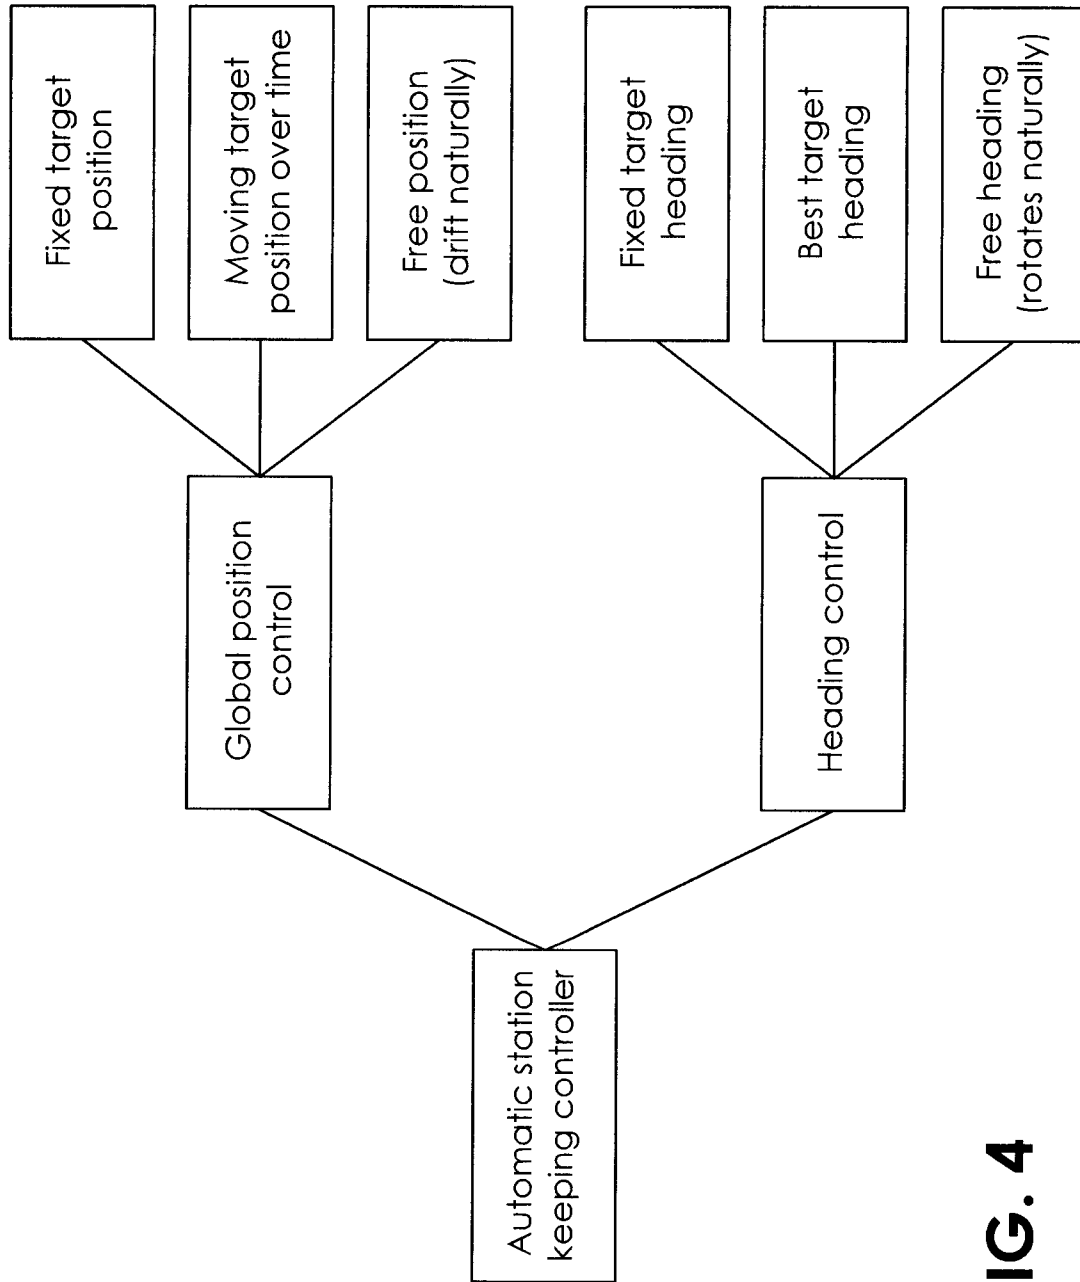 Automatic station
keeping controller
Global position
control
Fixed target
position
Moving target
position over time
Free position
(drift naturally)
Heading control
Fixed target
heading
Best target
heading
Free heading
(rotates naturally)
IG. 4